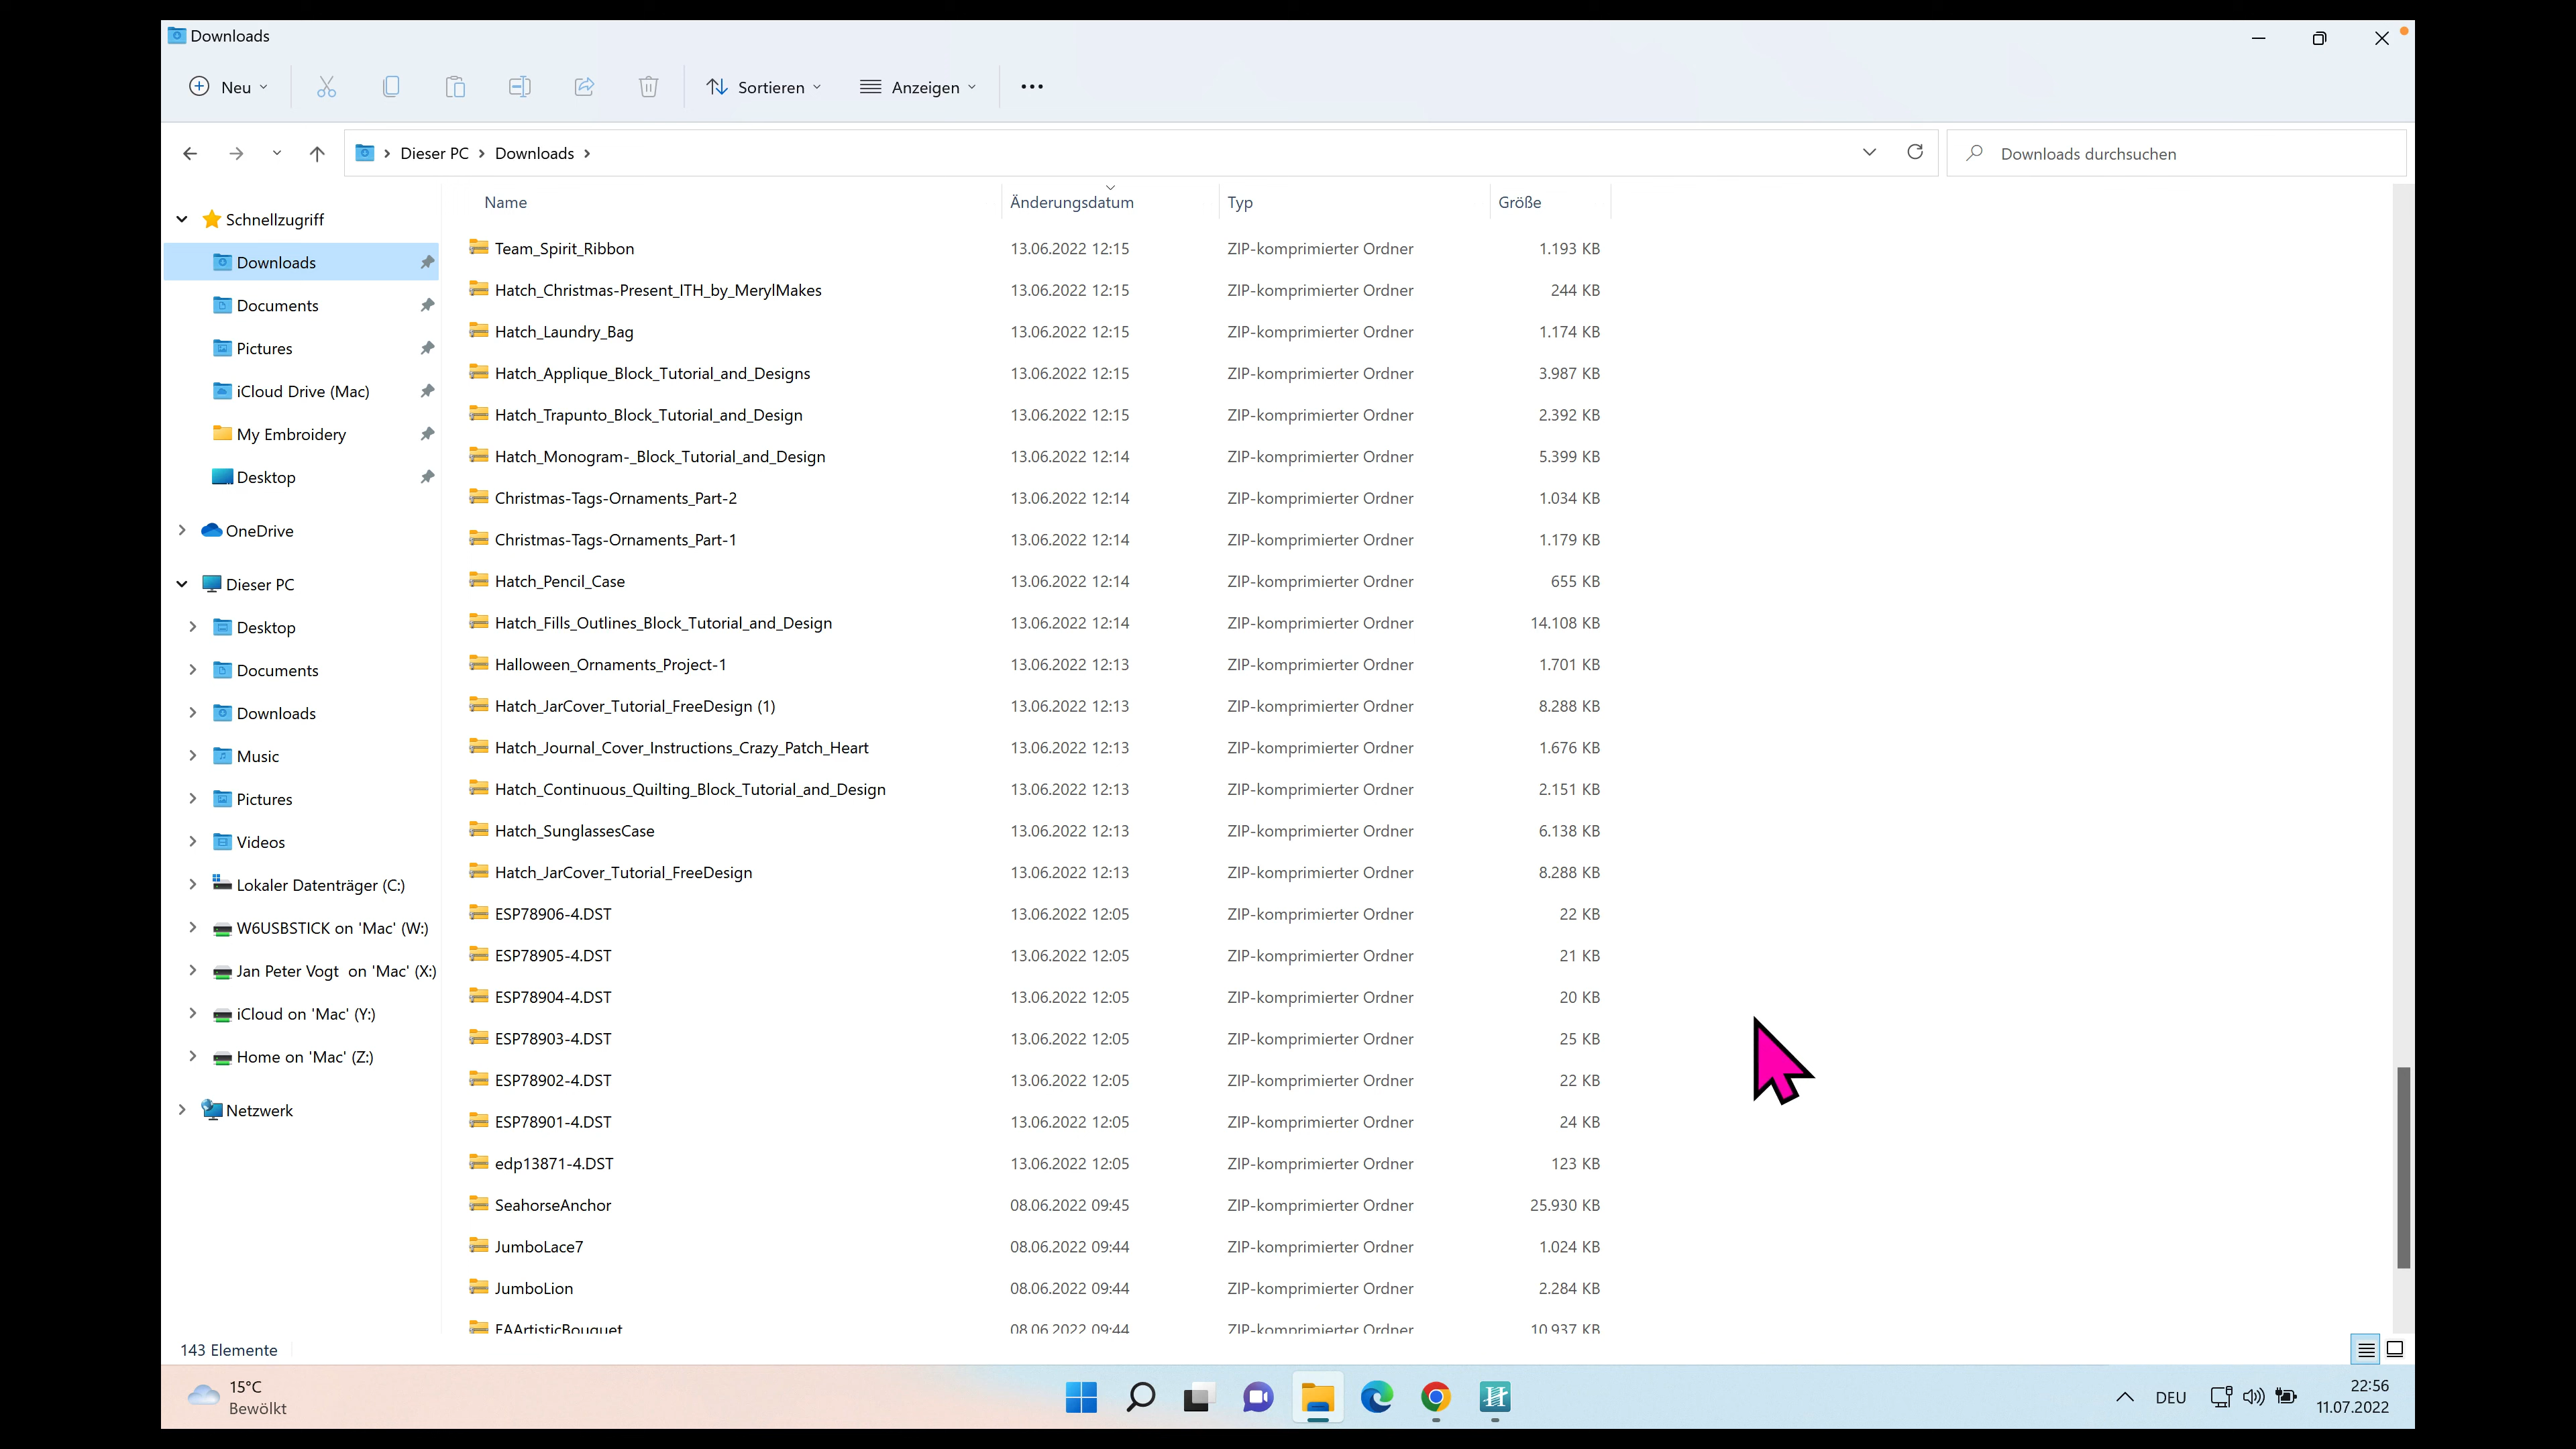 Downloads
Neu
Sortieren
Anzeigen
Dieser PC > Downloads >
Downloads durchsuchen
Name Änderungsdatum Typ Größe
Schnellzugriff
Downloads
Documents
Pictures
iCloud Drive (Mac)
My Embroidery
Desktop
OneDrive
Dieser PC
Desktop
Documents
Downloads
Music
Pictures
Videos
Lokaler Datenträger (C:)
W6USBSTICK on 'Mac' (W:)
Jan Peter Vogt on 'Mac' (X:)
iCloud on 'Mac' (Y:)
Home on 'Mac' (Z:)
Netzwerk
Team_Spirit_Ribbon 13.06.2022 12:15 ZIP-komprimierter Ordner 1.193 KB
Hatch_Christmas-Present_ITH_by_MerylMakes 13.06.2022 12:15 ZIP-komprimierter Ordner 244 KB
Hatch_Laundry_Bag 13.06.2022 12:15 ZIP-komprimierter Ordner 1.174 KB
Hatch_Applique_Block_Tutorial_and_Designs 13.06.2022 12:15 ZIP-komprimierter Ordner 3.987 KB
Hatch_Trapunto_Block_Tutorial_and_Design 13.06.2022 12:15 ZIP-komprimierter Ordner 2.392 KB
Hatch_Monogram-_Block_Tutorial_and_Design 13.06.2022 12:14 ZIP-komprimierter Ordner 5.399 KB
Christmas-Tags-Ornaments_Part-2 13.06.2022 12:14 ZIP-komprimierter Ordner 1.034 KB
Christmas-Tags-Ornaments_Part-1 13.06.2022 12:14 ZIP-komprimierter Ordner 1.179 KB
Hatch_Pencil_Case 13.06.2022 12:14 ZIP-komprimierter Ordner 655 KB
Hatch_Fills_Outlines_Block_Tutorial_and_Design 13.06.2022 12:14 ZIP-komprimierter Ordner 14.108 KB
Halloween_Ornaments_Project-1 13.06.2022 12:13 ZIP-komprimierter Ordner 1.701 KB
Hatch_JarCover_Tutorial_FreeDesign (1) 13.06.2022 12:13 ZIP-komprimierter Ordner 8.288 KB
Hatch_Journal_Cover_Instructions_Crazy_Patch_Heart 13.06.2022 12:13 ZIP-komprimierter Ordner 1.676 KB
Hatch_Continuous_Quilting_Block_Tutorial_and_Design 13.06.2022 12:13 ZIP-komprimierter Ordner 2.151 KB
Hatch_SunglassesCase 13.06.2022 12:13 ZIP-komprimierter Ordner 6.138 KB
Hatch_JarCover_Tutorial_FreeDesign 13.06.2022 12:13 ZIP-komprimierter Ordner 8.288 KB
ESP78906-4.DST 13.06.2022 12:05 ZIP-komprimierter Ordner 22 KB
ESP78905-4.DST 13.06.2022 12:05 ZIP-komprimierter Ordner 21 KB
ESP78904-4.DST 13.06.2022 12:05 ZIP-komprimierter Ordner 20 KB
ESP78903-4.DST 13.06.2022 12:05 ZIP-komprimierter Ordner 25 KB
ESP78902-4.DST 13.06.2022 12:05 ZIP-komprimierter Ordner 22 KB
ESP78901-4.DST 13.06.2022 12:05 ZIP-komprimierter Ordner 24 KB
edp13871-4.DST 13.06.2022 12:05 ZIP-komprimierter Ordner 123 KB
SeahorseAnchor 08.06.2022 09:45 ZIP-komprimierter Ordner 25.930 KB
JumboLace7 08.06.2022 09:44 ZIP-komprimierter Ordner 1.024 KB
JumboLion 08.06.2022 09:44 ZIP-komprimierter Ordner 2.284 KB
EAArtisticBouquet 08.06.2022 09:44 ZIP-komprimierter Ordner 10.937 KB
143 Elemente
15°C
Bewölkt
DEU
22:56
11.07.2022